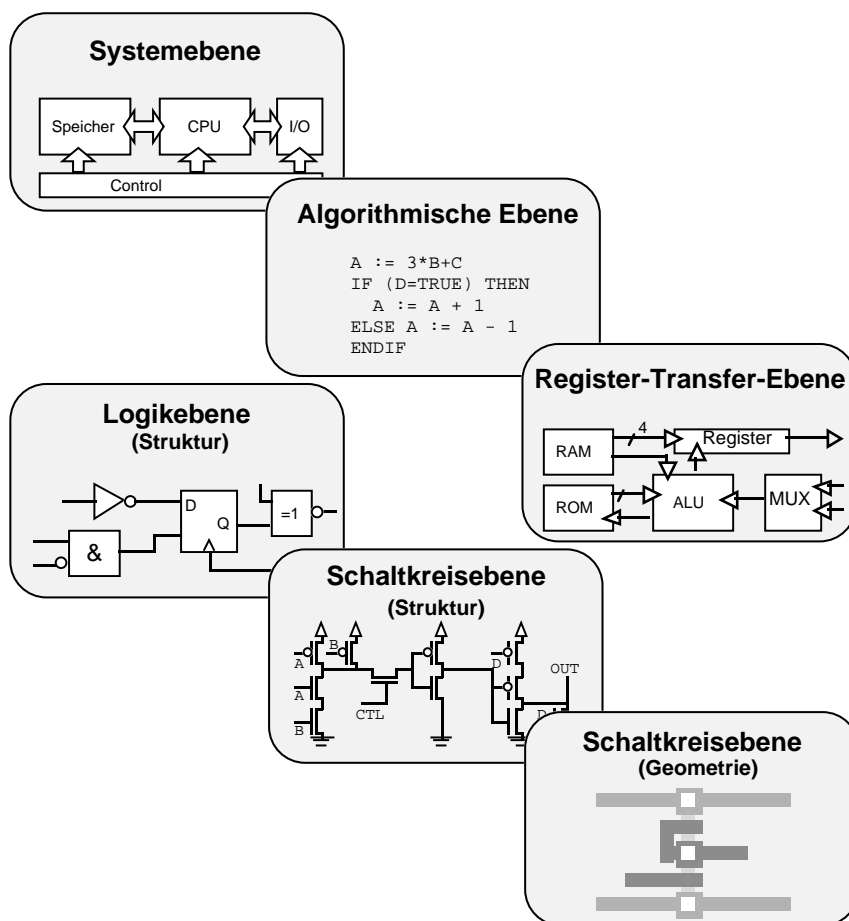 Systemebene
Speicher
CPU
I/O
Control
Algorithmische Ebene
A := 3*B+C
IF (D=TRUE) THEN
A := A + 1
ELSE A := A - 1
ENDIF
Register-Transfer-Ebene
4
RAM
Register
ROM
ALU
MUX
Logikebene
(Struktur)
D
Q
=1
&
Schaltkreisebene
(Struktur)
B
A
D
OUT
A
CTL
B
D
Schaltkreisebene
(Geometrie)